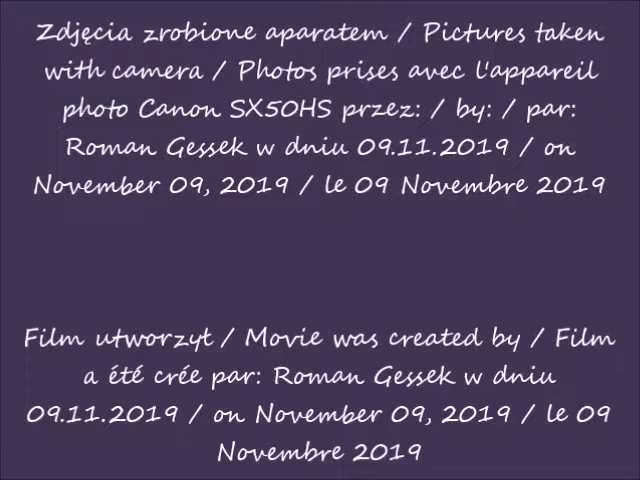 Zdjęcia zrobione aparatem / Pictures taken
with camera / Photos prises avec l'appareil
photo Canon SX50HS przez: / by: / par:
Roman Gessek w dniu 09.11.2019 / on
November 09, 2019 / le 09 Novembre 2019
Film utworzył / Movie was created by / Film
a été crée par: Roman Gessek w dniu
09.11.2019 / on November 09, 2019 / le 09
Novembre 2019